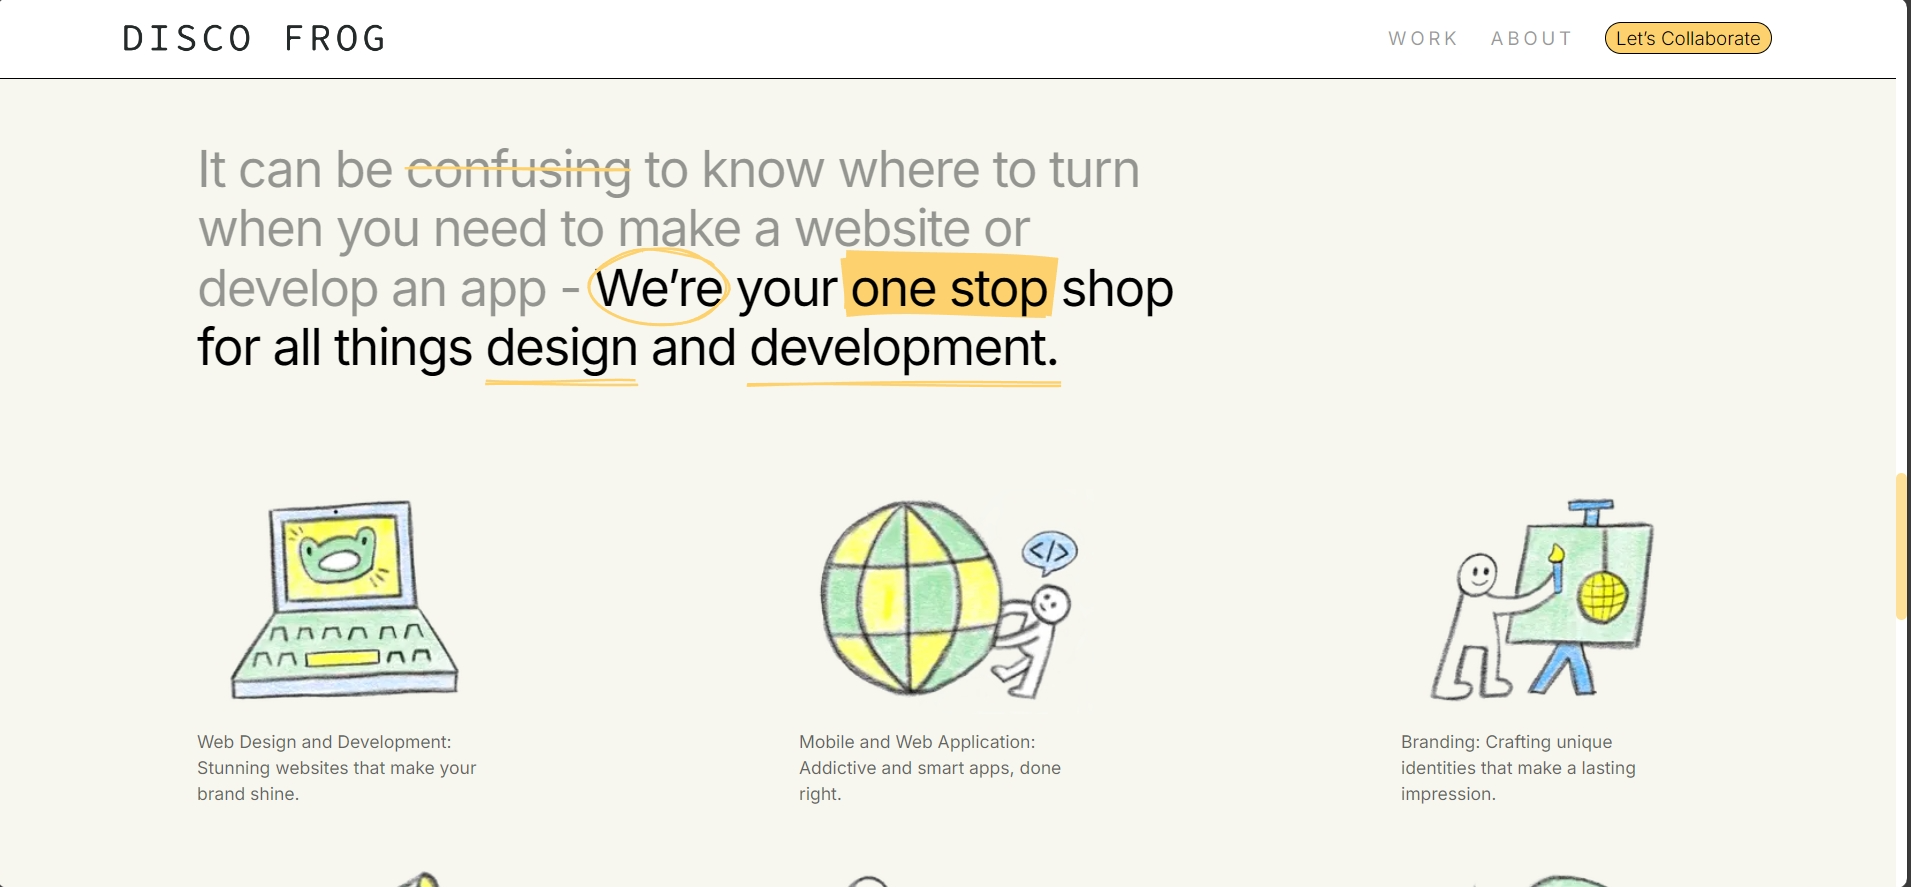 DISCO FROG
WORK
ABOUT
Let's Collaborate
It can be confusing to know where to turn
when you need to make a website or
develop an app - We're your one stop shop
for all things design and development.
</>
Web Design and Development:
Stunning websites that make your
brand shine.
Mobile and Web Application:
Addictive and smart apps, done
right.
Branding: Crafting unique
identities that make a lasting
impression.